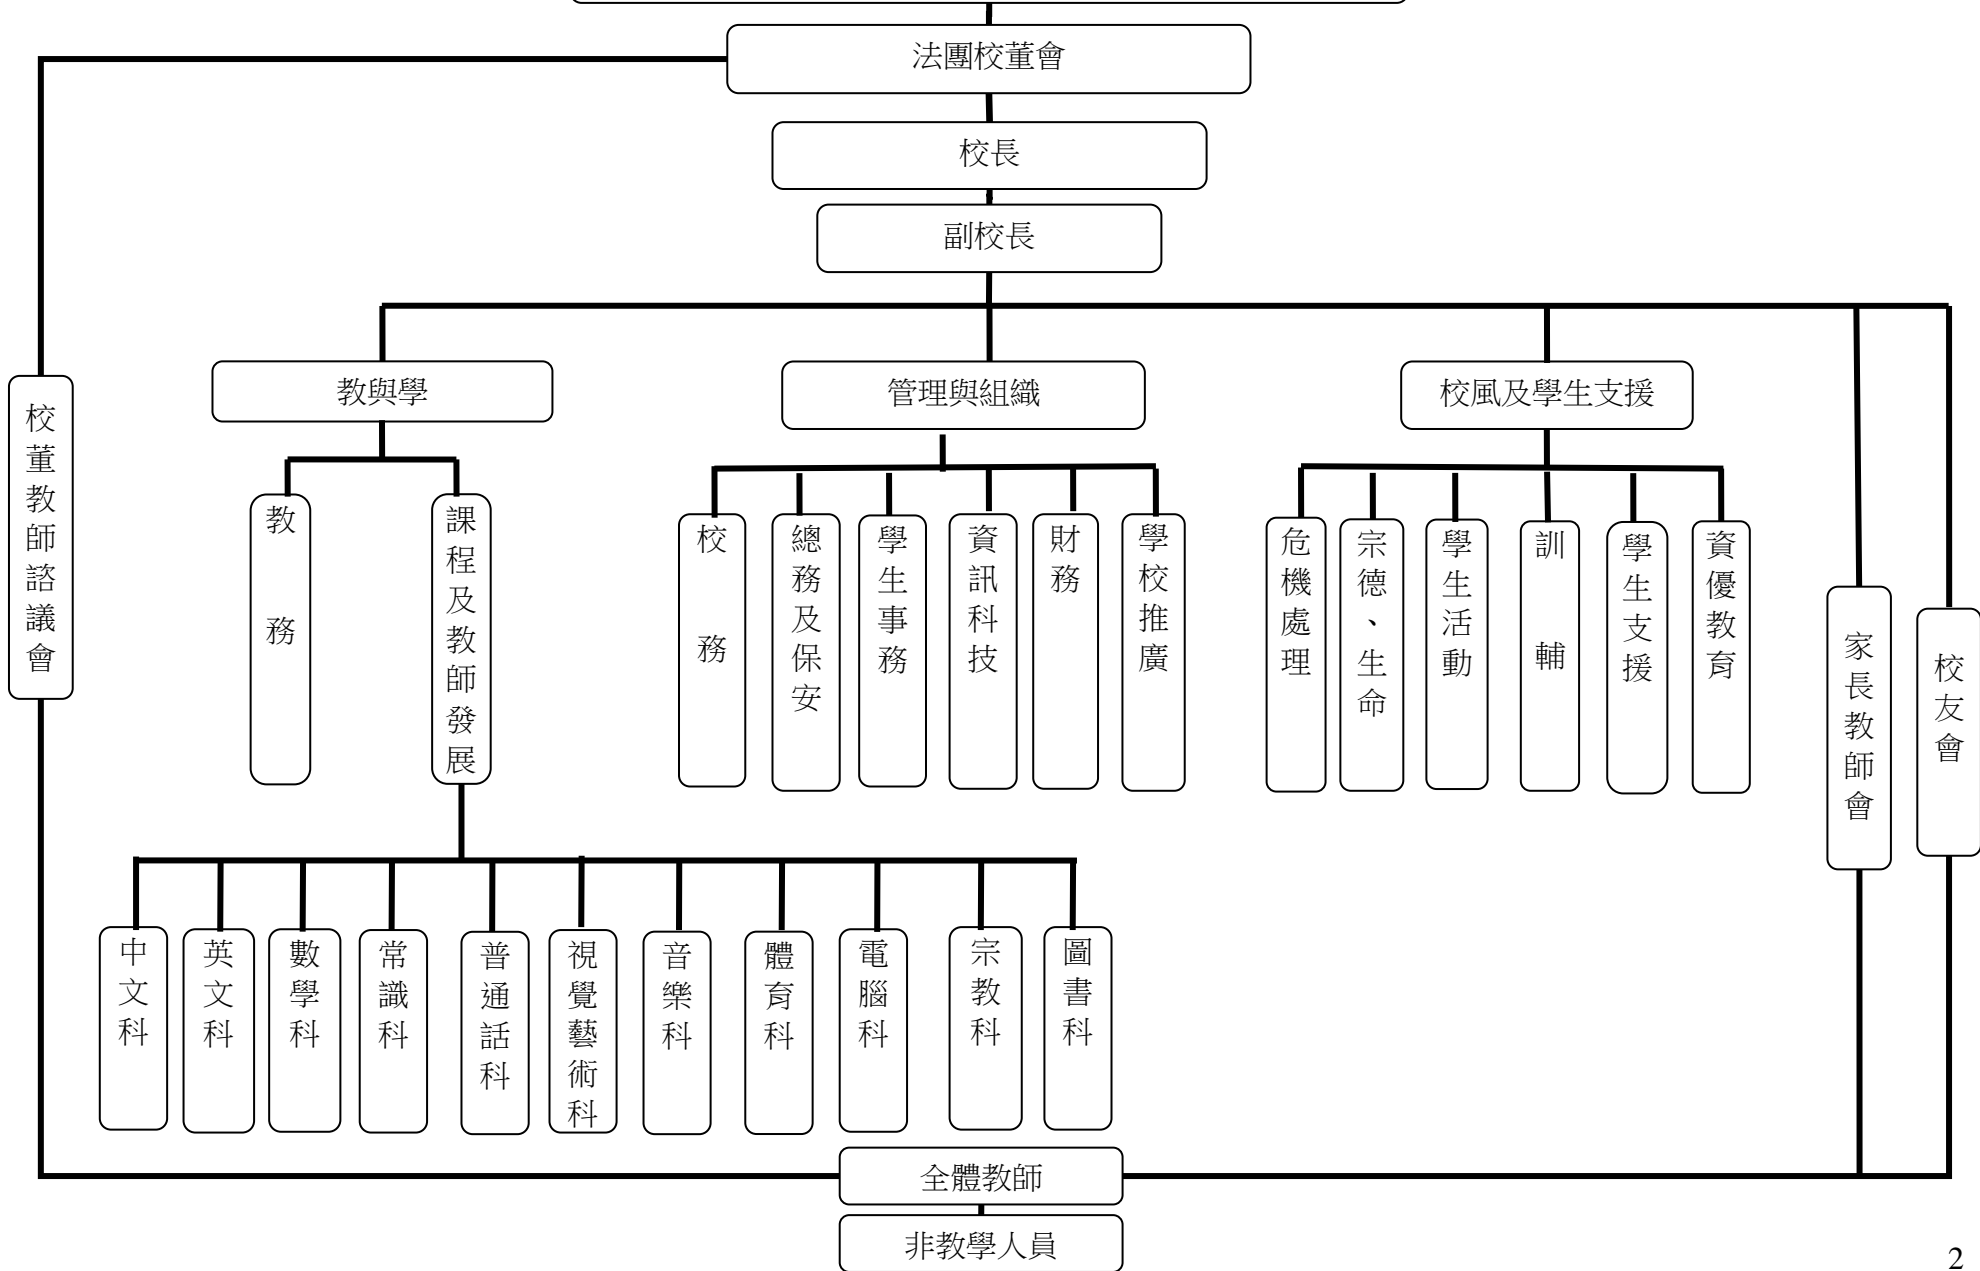 法團校董會
校長
副校長
教與學
管理與組織
校風及學生支援
校董教師諮議會
教務
課程及教師發展
校務
總務及保安
學生事務
資訊科技
財務
學校推廣
危機處理
宗德、生命
學生活動
訓輔
學生支援
資優教育
家長教師會
校友會
中文科
英文科
數學科
常識科
普通話科
視覺藝術科
音樂科
體育科
電腦科
宗教科
圖書科
全體教師
非教學人員
2